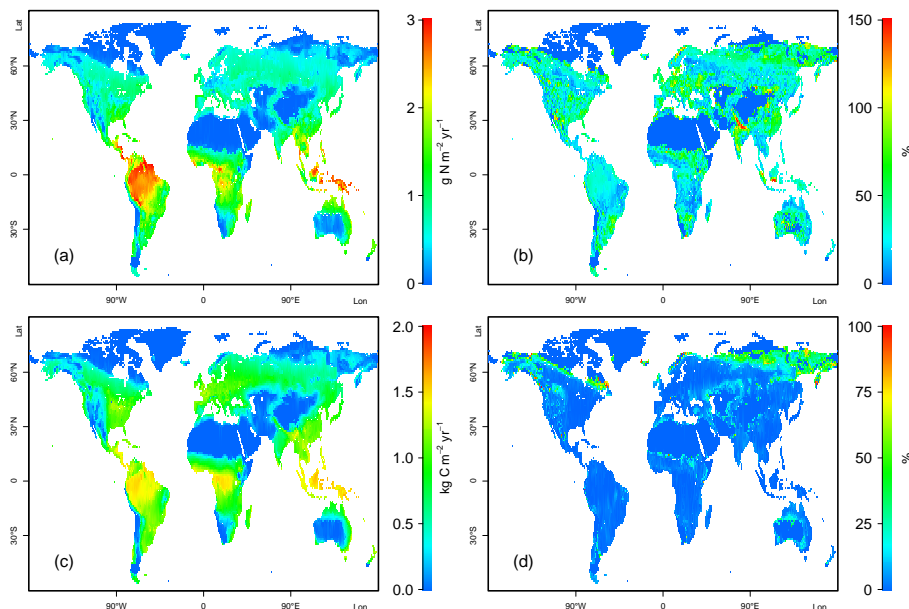 Lat
60°N
30°N
0
30°S
(a)
90°W
0
90°E
Lon
3
2
1
0
g N m⁻² yr⁻¹
Lat
60°N
30°N
0
30°S
(b)
90°W
0
90°E
Lon
150
100
50
0
%
Lat
60°N
30°N
0
30°S
(c)
90°W
0
90°E
Lon
2.0
1.5
1.0
0.5
0.0
kg C m⁻² yr⁻¹
Lat
60°N
30°N
0
30°S
(d)
90°W
0
90°E
Lon
100
75
50
25
0
%